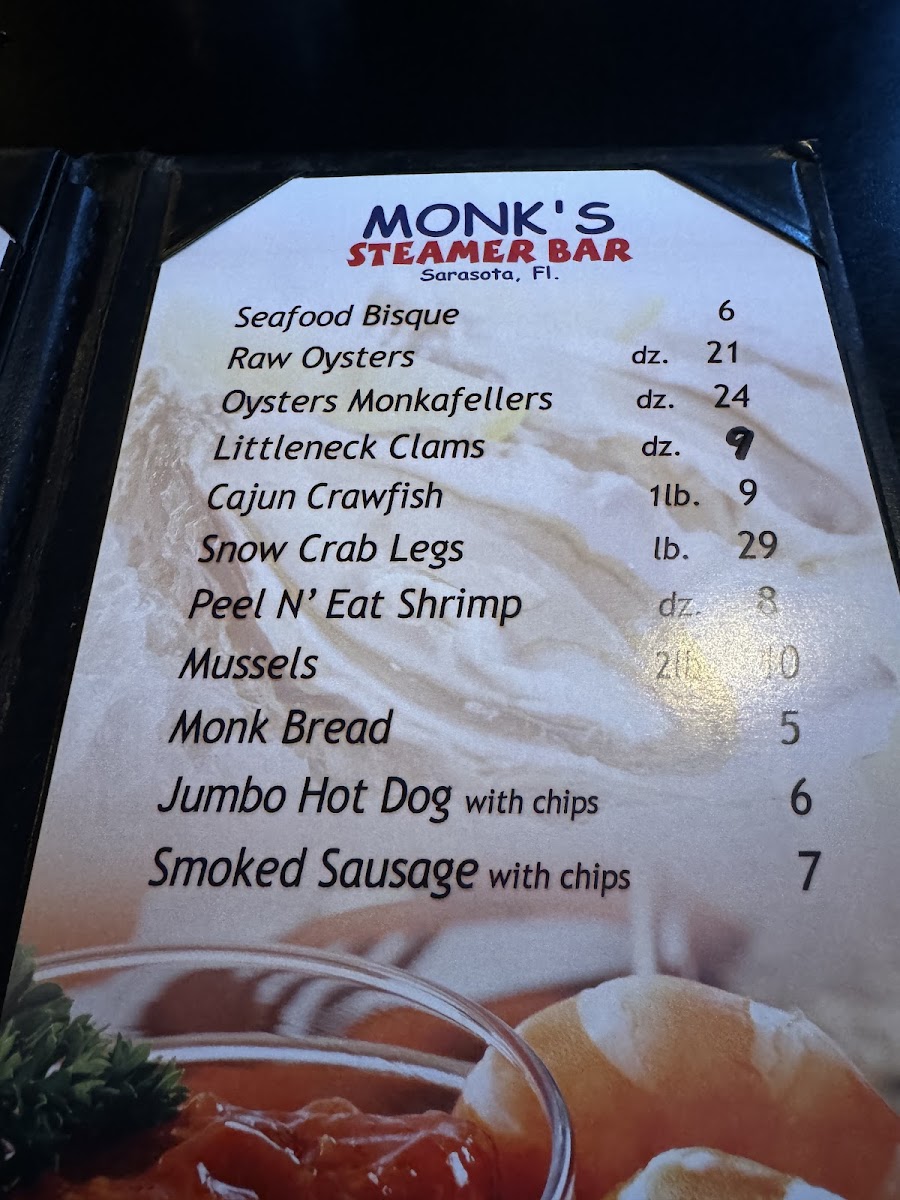 MONK'S
STEAMER BAR
Sarasota, Fl.
Seafood Bisque 6
Raw Oysters dz. 21
Oysters Monkafellers dz. 24
Littleneck Clams dz. 9
Cajun Crawfish 1lb. 9
Snow Crab Legs lb. 29
Peel N' Eat Shrimp dz. 8
Mussels 2lb. 10
Monk Bread 5
Jumbo Hot Dog with chips 6
Smoked Sausage with chips 7